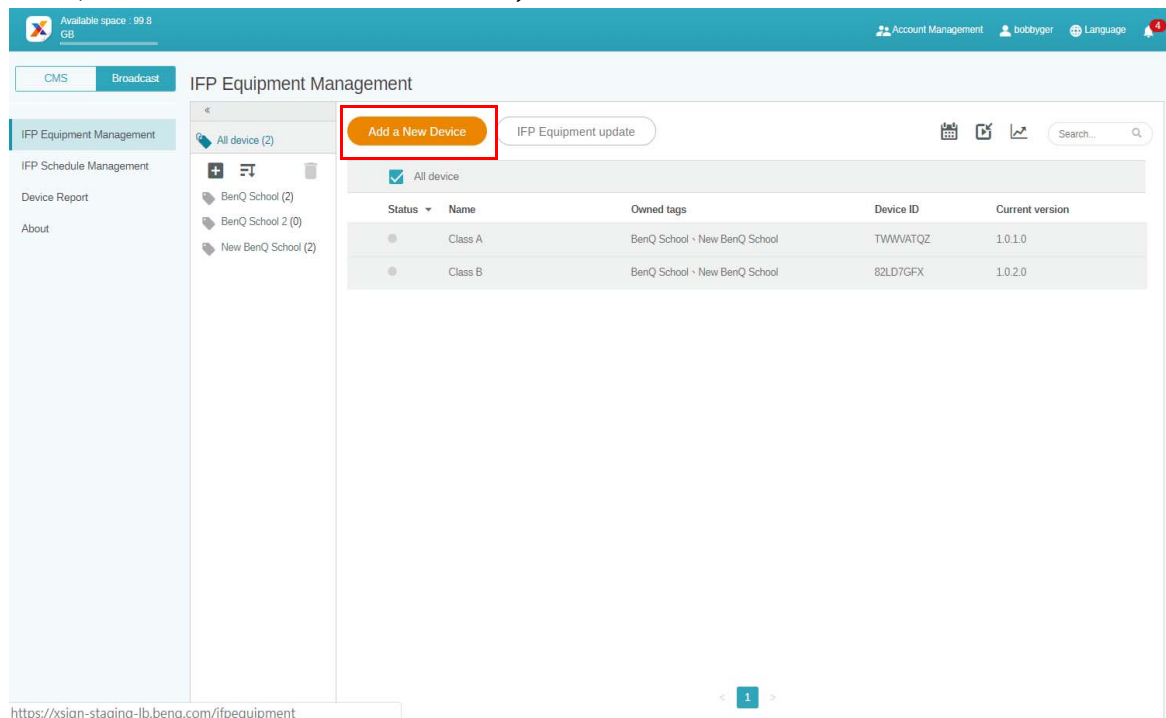 Available space : 99.8
GB
Account Management bobbyger Language 4
CMS Broadcast
IFP Equipment Management
«
IFP Equipment Management
IFP Schedule Management
Device Report
About
All device (2)
BenQ School (2)
BenQ School 2 (0)
New BenQ School (2)
Add a New Device IFP Equipment update Search...
All device
Status Name Owned tags Device ID Current version
Class A BenQ School、New BenQ School TWWVATQZ 1.0.1.0
Class B BenQ School、New BenQ School 82LD7GFX 1.0.2.0
< 1 >
https://xsign-staging-lb.benq.com/ifpequipment